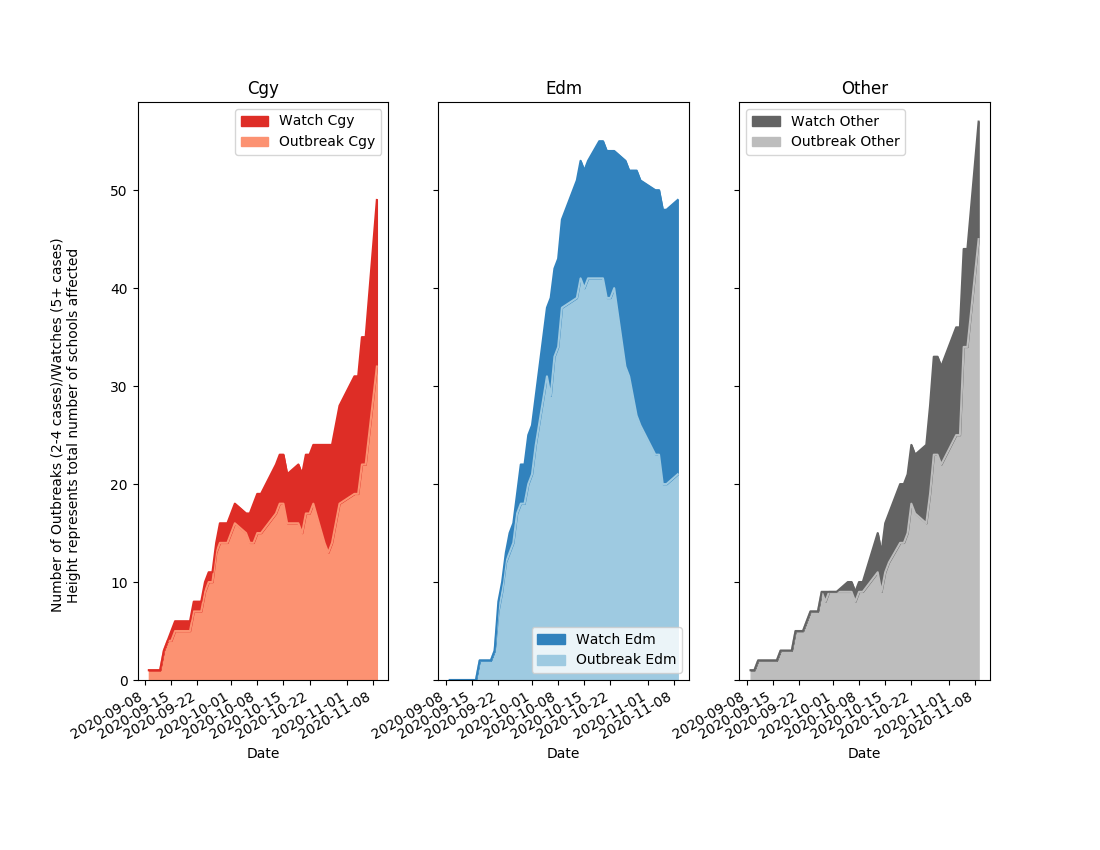 Cgy
Edm
Other
Watch Cgy
Outbreak Cgy
Watch Edm
Outbreak Edm
Watch Other
Outbreak Other
Number of Outbreaks (2-4 cases)/Watches (5+ cases)
Height represents total number of schools affected
50
40
30
20
10
0
2020-09-08
2020-09-15
2020-09-22
2020-10-01
2020-10-08
2020-10-15
2020-10-22
2020-11-01
2020-11-08
2020-09-08
2020-09-15
2020-09-22
2020-10-01
2020-10-08
2020-10-15
2020-10-22
2020-11-01
2020-11-08
2020-09-08
2020-09-15
2020-09-22
2020-10-01
2020-10-08
2020-10-15
2020-10-22
2020-11-01
2020-11-08
Date
Date
Date